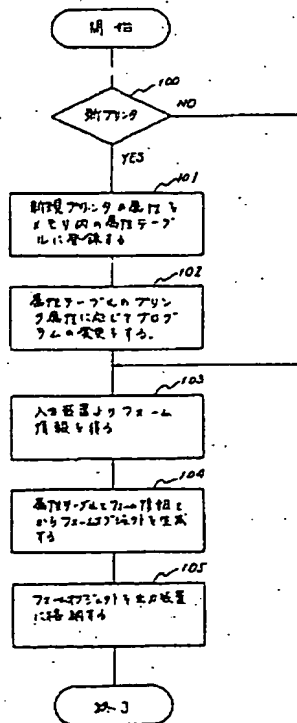 開始
100
新プリンタ
NO
YES
101
新規プリンタの属性を
メモリ内の属性テーブ
ルに登録する
102
属性テーブルのプリン
タ属性に応じてプログ
ラムの変更をする。
103
入力装置よりフォーム
情報を得る
104
属性テーブルとフォーム情報と
からフォームオブジェクトを生成
する
105
フォームオブジェクトを出力装置
に格納する
終了